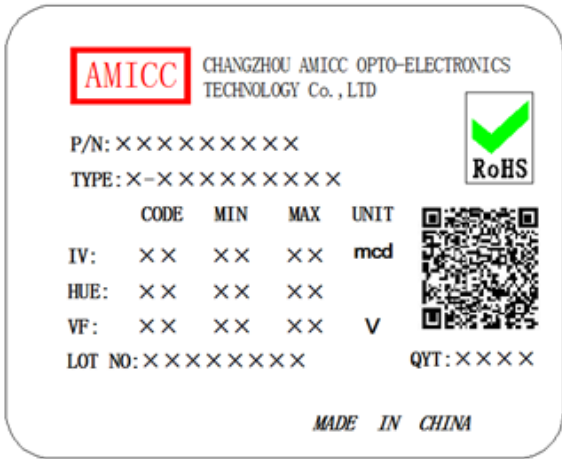 AMICC
CHANGZHOU AMICC OPTO-ELECTRONICS
TECHNOLOGY Co.,LTD
RoHS
P/N:×××××××××
TYPE:×-×××××××××
CODE MIN MAX UNIT
IV: ×× ×× ×× mcd
HUE: ×× ×× ××
VF: ×× ×× ×× V
LOT NO:×××××××× QYT:××××
MADE IN CHINA